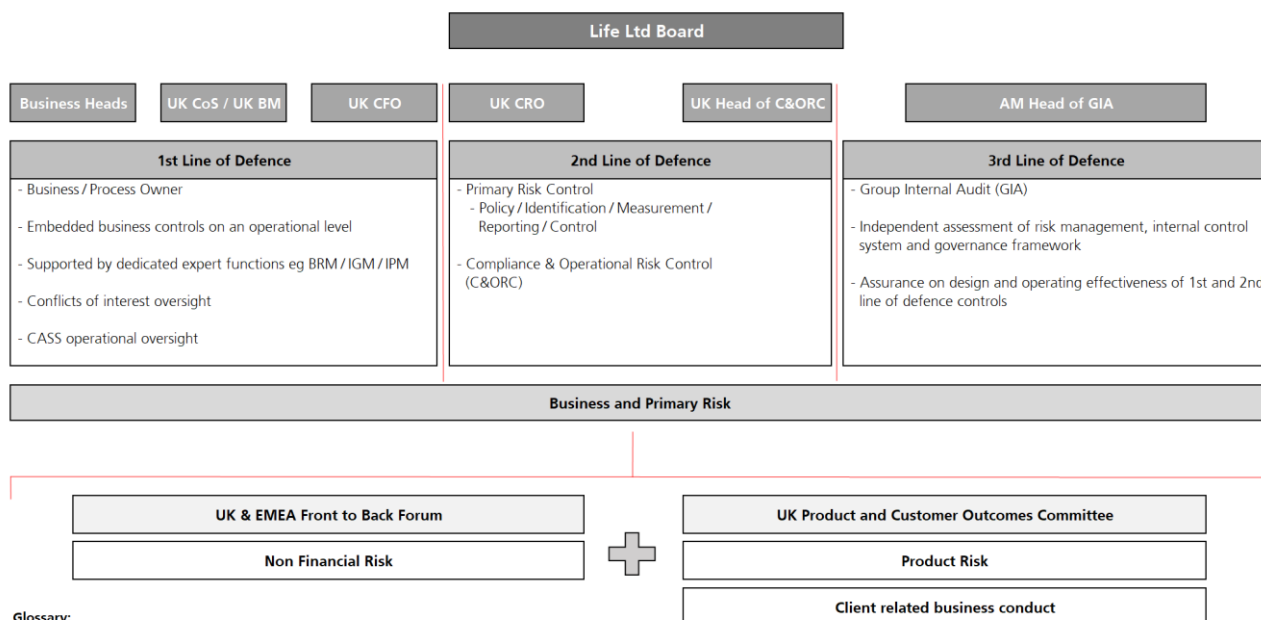 Life Ltd Board
Business Heads
UK CoS / UK BM
UK CFO
UK CRO
UK Head of C&ORC
AM Head of GIA
1st Line of Defence
- Business / Process Owner
- Embedded business controls on an operational level
- Supported by dedicated expert functions eg BRM / IGM / IPM
- Conflicts of interest oversight
- CASS operational oversight
2nd Line of Defence
- Primary Risk Control
- Policy / Identification / Measurement /
Reporting / Control
- Compliance & Operational Risk Control
(C&ORC)
3rd Line of Defence
- Group Internal Audit (GIA)
- Independent assessment of risk management, internal control
system and governance framework
- Assurance on design and operating effectiveness of 1st and 2nd
line of defence controls
Business and Primary Risk
UK & EMEA Front to Back Forum
Non Financial Risk
UK Product and Customer Outcomes Committee
Product Risk
Client related business conduct
Glossary: